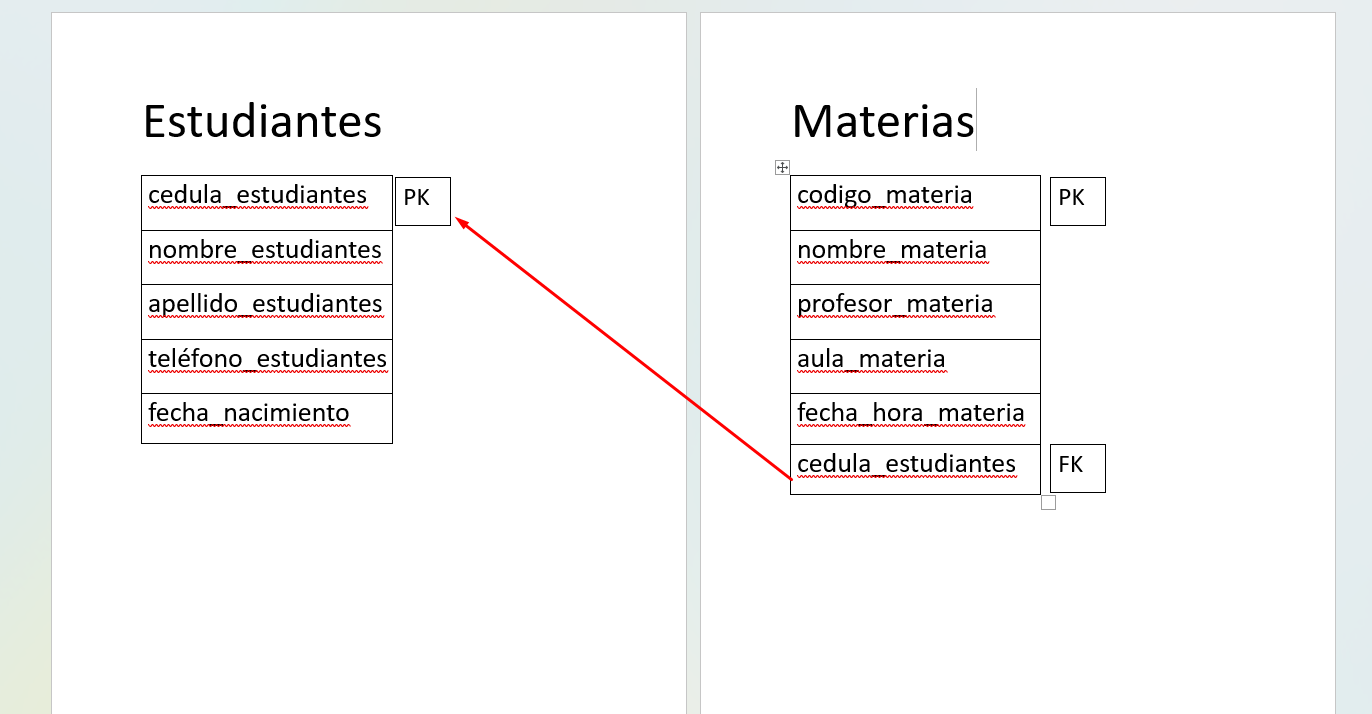 Estudiantes
cedula_estudiantes PK
nombre_estudiantes
apellido_estudiantes
teléfono_estudiantes
fecha_nacimiento
Materias
codigo_materia PK
nombre_materia
profesor_materia
aula_materia
fecha_hora_materia
cedula_estudiantes FK